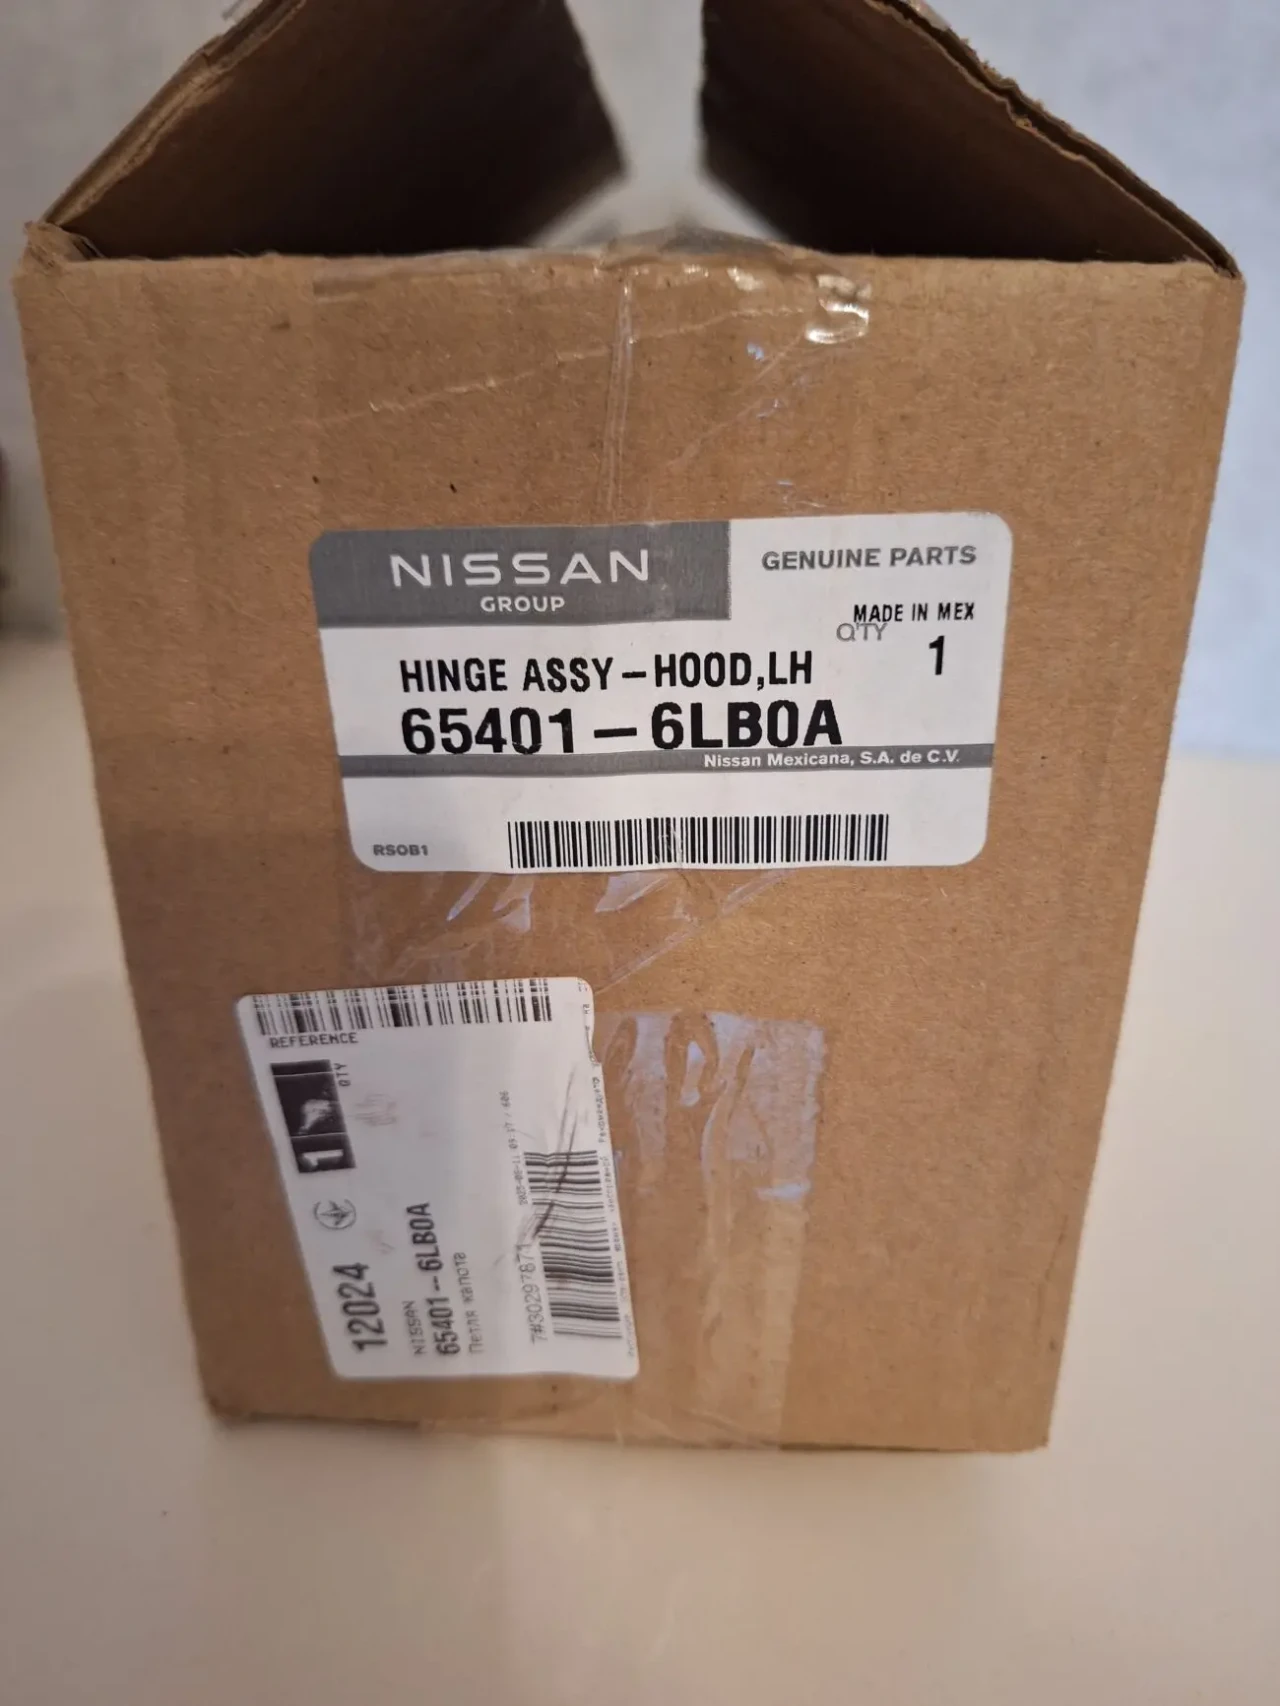 NISSAN
GROUP
GENUINE PARTS
MADE IN MEX
Q'TY
1
HINGE ASSY-HOOD,LH
65401-6LB0A
Nissan Mexicana, S.A. de C.V.
RSOB1
REFERENCE
QTY
1
12024
NISSAN
65401--6LB0A
Петля капота